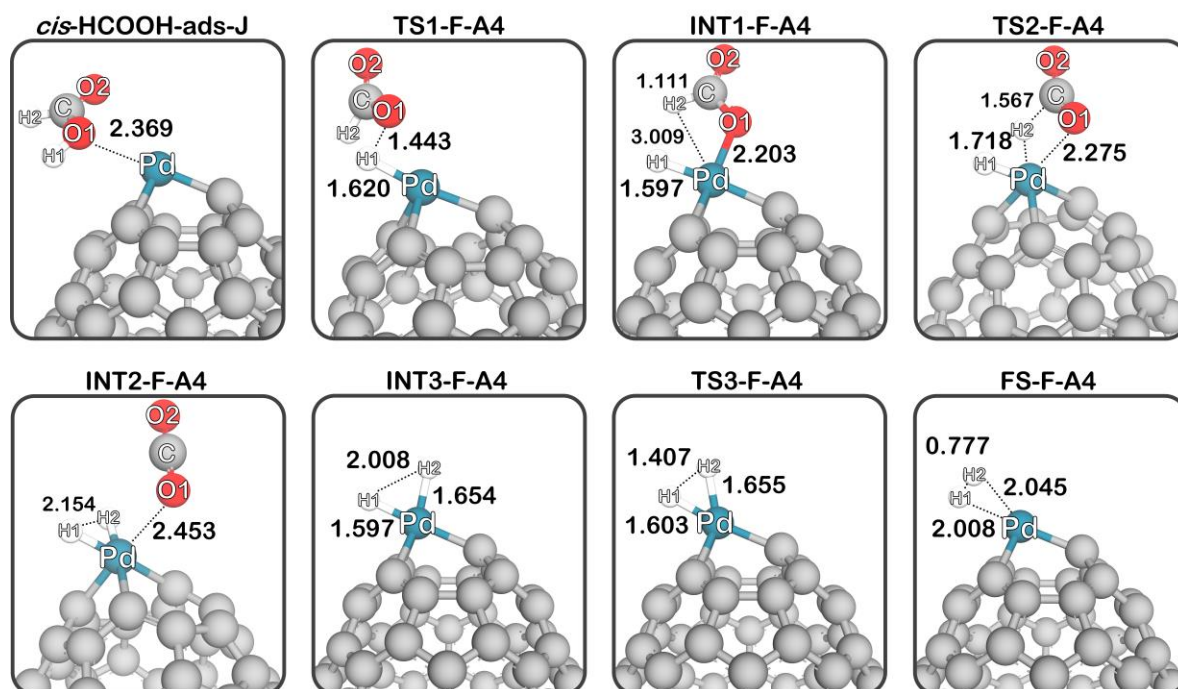 cis-HCOOH-ads-J
O2
C
H2
O1
H1
2.369
Pd
TS1-F-A4
O2
C
O1
H2
1.443
H1
1.620
Pd
INT1-F-A4
O2
1.111
C
H2
O1
3.009
H1
2.203
Pd
1.597
TS2-F-A4
O2
C
1.567
O1
H2
1.718
H1
2.275
Pd
INT2-F-A4
O2
C
O1
2.154
H1
H2
2.453
Pd
INT3-F-A4
2.008
H2
H1
1.654
1.597
Pd
TS3-F-A4
1.407
H2
H1
1.655
1.603
Pd
FS-F-A4
0.777
H2
H1
2.045
2.008
Pd